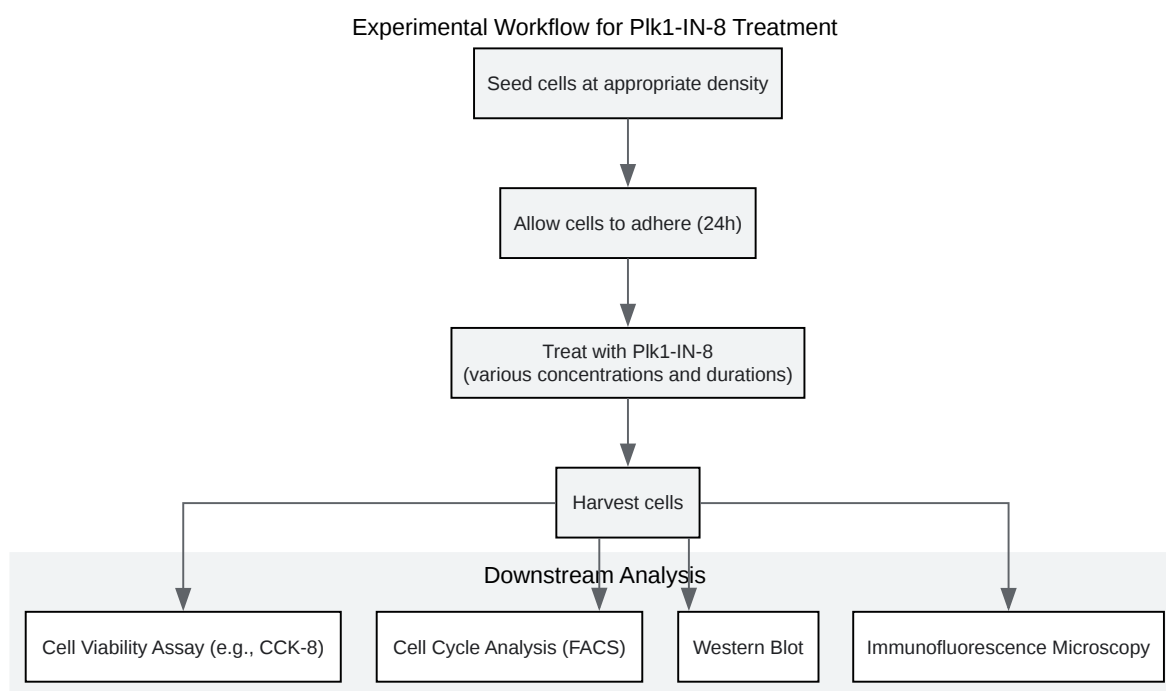 Experimental Workflow for Plk1-IN-8 Treatment
Seed cells at appropriate density
Allow cells to adhere (24h)
Treat with Plk1-IN-8
(various concentrations and durations)
Harvest cells
Downstream Analysis
Cell Viability Assay (e.g., CCK-8)
Cell Cycle Analysis (FACS)
Western Blot
Immunofluorescence Microscopy